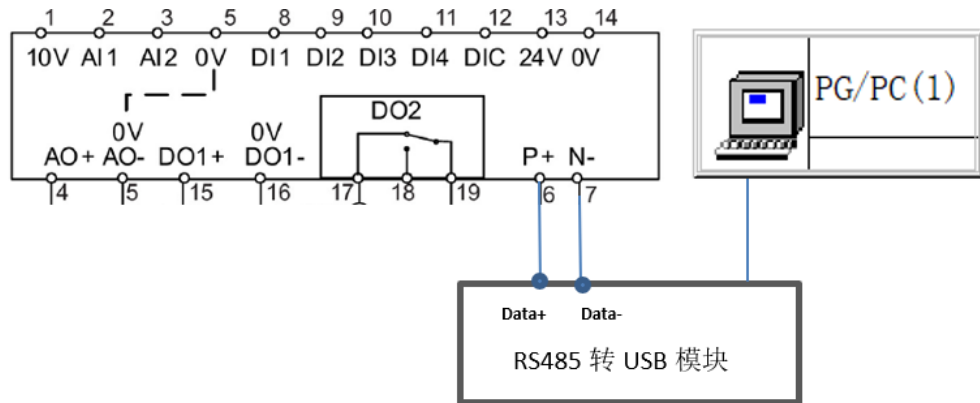 1 2 3 5 8 9 10 11 12 13 14
10V AI1 AI2 0V DI1 DI2 DI3 DI4 DIC 24V 0V
PG/PC(1)
DO2
0V 0V
AO+ AO- DO1+ DO1- P+ N-
4 5 15 16 17 18 19 6 7
Data+ Data-
RS485 转 USB 模块